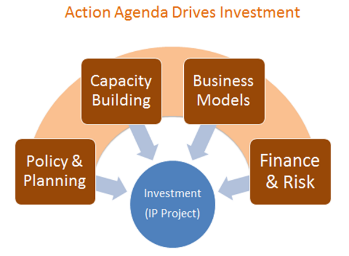 Action Agenda Drives Investment
Capacity
Building
Business
Models
Policy &
Planning
Finance
& Risk
Investment
(IP Project)